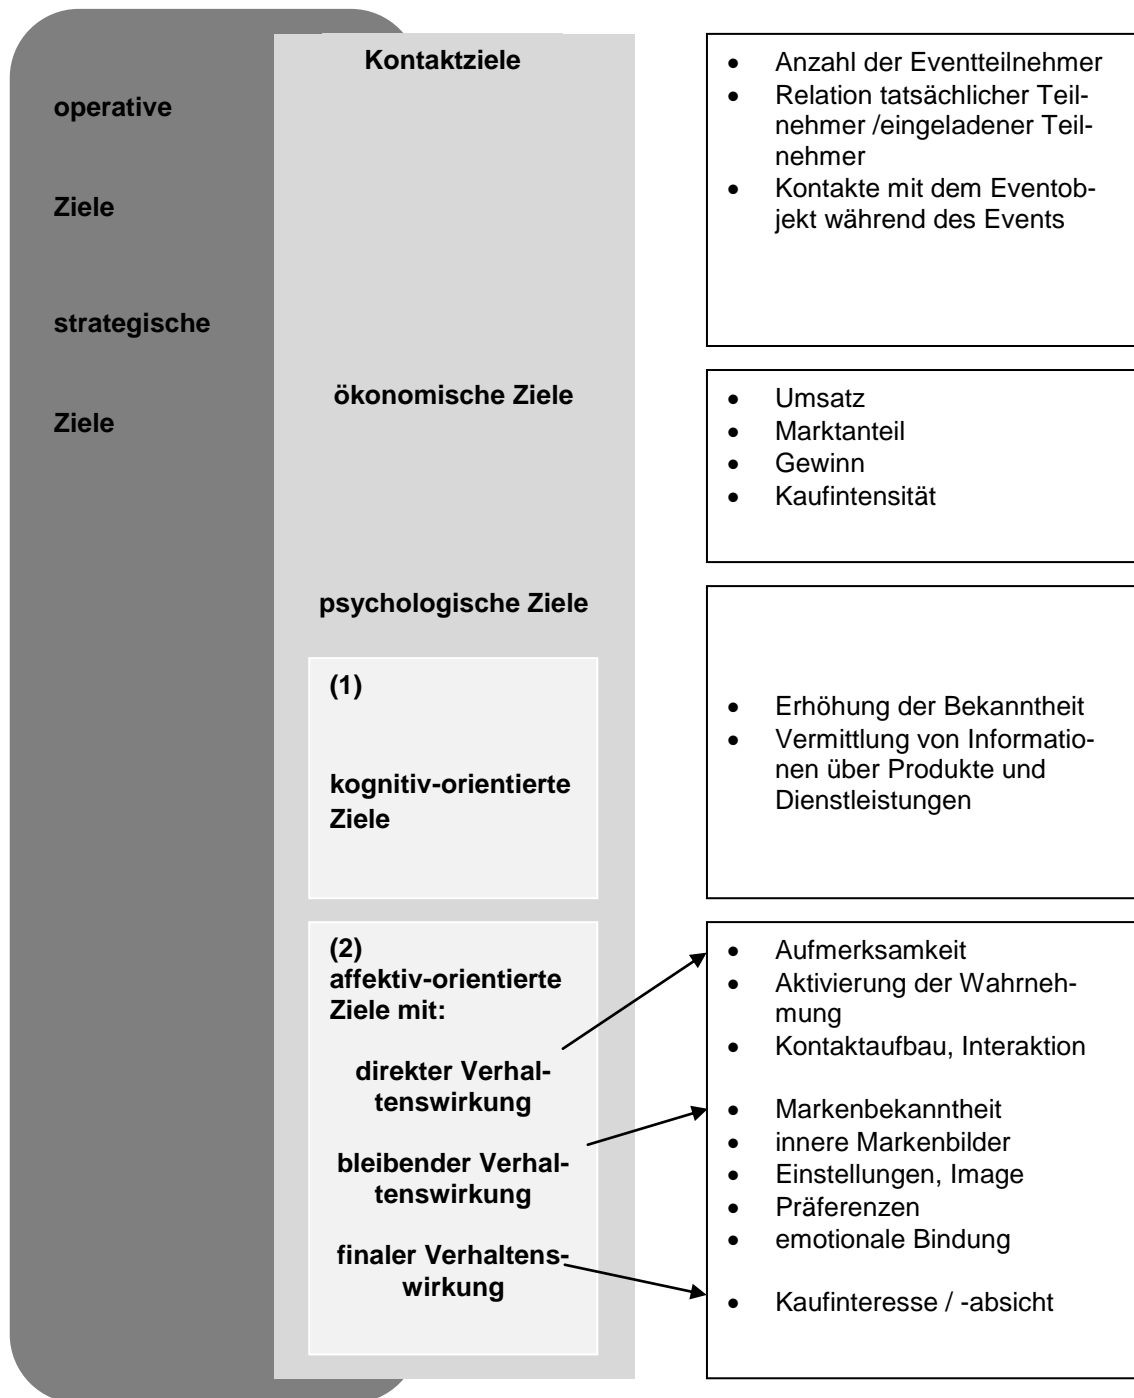 operative
Ziele
strategische
Ziele
Kontaktziele
• Anzahl der Eventteilnehmer
• Relation tatsächlicher Teil-
nehmer /eingeladener Teil-
nehmer
• Kontakte mit dem Eventob-
jekt während des Events
ökonomische Ziele
• Umsatz
• Marktanteil
• Gewinn
• Kaufintensität
psychologische Ziele
(1)
kognitiv-orientierte
Ziele
• Erhöhung der Bekanntheit
• Vermittlung von Informatio-
nen über Produkte und
Dienstleistungen
(2)
affektiv-orientierte
Ziele mit:
direkter Verhal-
tenswirkung
bleibender Verhal-
tenswirkung
finaler Verhaltens-
wirkung
• Aufmerksamkeit
• Aktivierung der Wahrneh-
mung
• Kontaktaufbau, Interaktion
• Markenbekanntheit
• innere Markenbilder
• Einstellungen, Image
• Präferenzen
• emotionale Bindung
• Kaufinteresse / -absicht